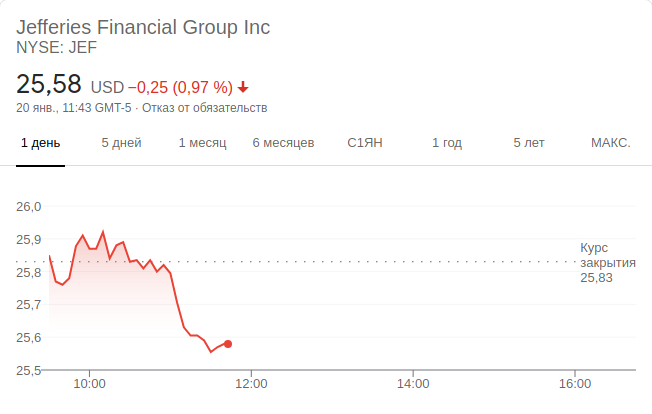 Jefferies Financial Group Inc
NYSE: JEF
25,58 USD −0,25 (0,97 %)
20 янв., 11:43 GMT-5 · Отказ от обязательств
1 день 5 дней 1 месяц 6 месяцев С1ЯН 1 год 5 лет МАКС.
26,0
25,9
25,8
25,7
25,6
25,5
Курс
закрытия
25,83
10:00 12:00 14:00 16:00